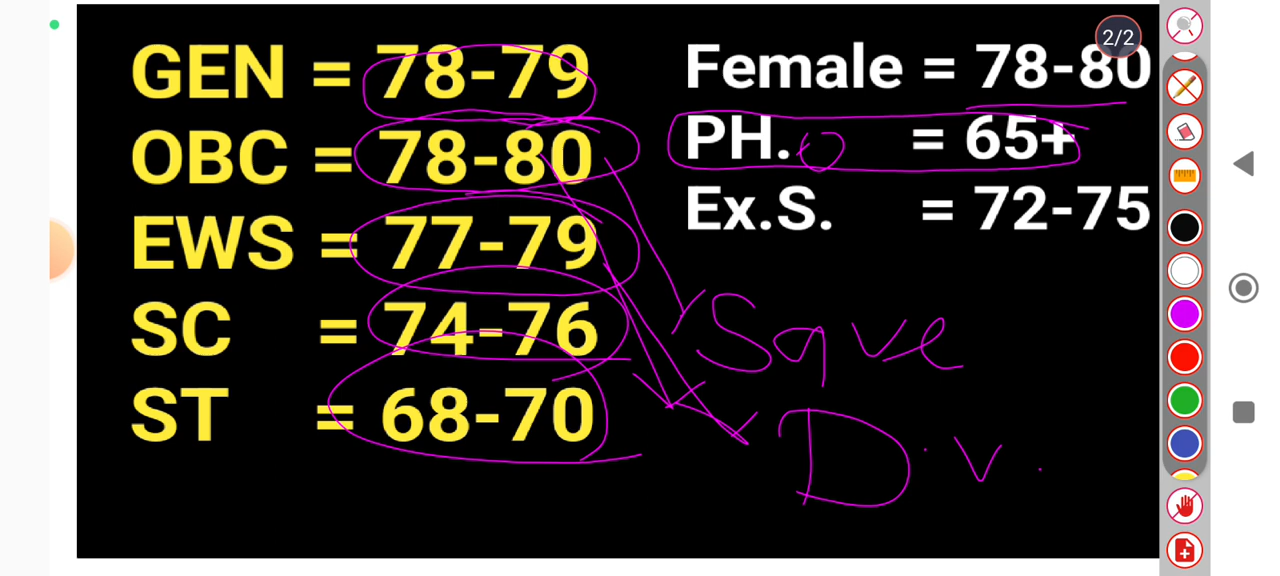 GEN = 78-79
OBC = 78-80
EWS = 77-79
SC = 74-76
ST = 68-70
2/2
Female = 78-80
PH. = 65+
Ex.S. = 72-75
D.V.